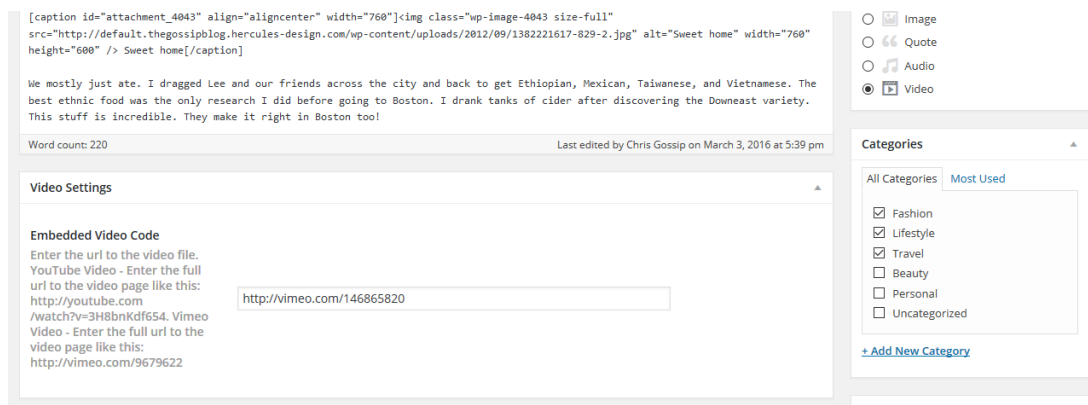 [caption id="attachment_4043" align="aligncenter" width="760"]<img class="wp-image-4043 size-full"
src="http://default.thegossipblog.hercules-design.com/wp-content/uploads/2012/09/1382221617-829-2.jpg" alt="Sweet home" width="760"
height="600" /> Sweet home[/caption]
We mostly just ate. I dragged Lee and our friends across the city and back to get Ethiopian, Mexican, Taiwanese, and Vietnamese. The
best ethnic food was the only research I did before going to Boston. I drank tanks of cider after discovering the Downeast variety.
This stuff is incredible. They make it right in Boston too!
Word count: 220
Last edited by Chris Gossip on March 3, 2016 at 5:39 pm
Video Settings
Embedded Video Code
Enter the url to the video file.
YouTube Video - Enter the full
url to the video page like this:
http://youtube.com
/watch?v=3H8bnKdf654. Vimeo
Video - Enter the full url to the
video page like this:
http://vimeo.com/9679622
http://vimeo.com/146865820
Image
Quote
Audio
Video
Categories
All Categories
Most Used
Fashion
Lifestyle
Travel
Beauty
Personal
Uncategorized
+ Add New Category